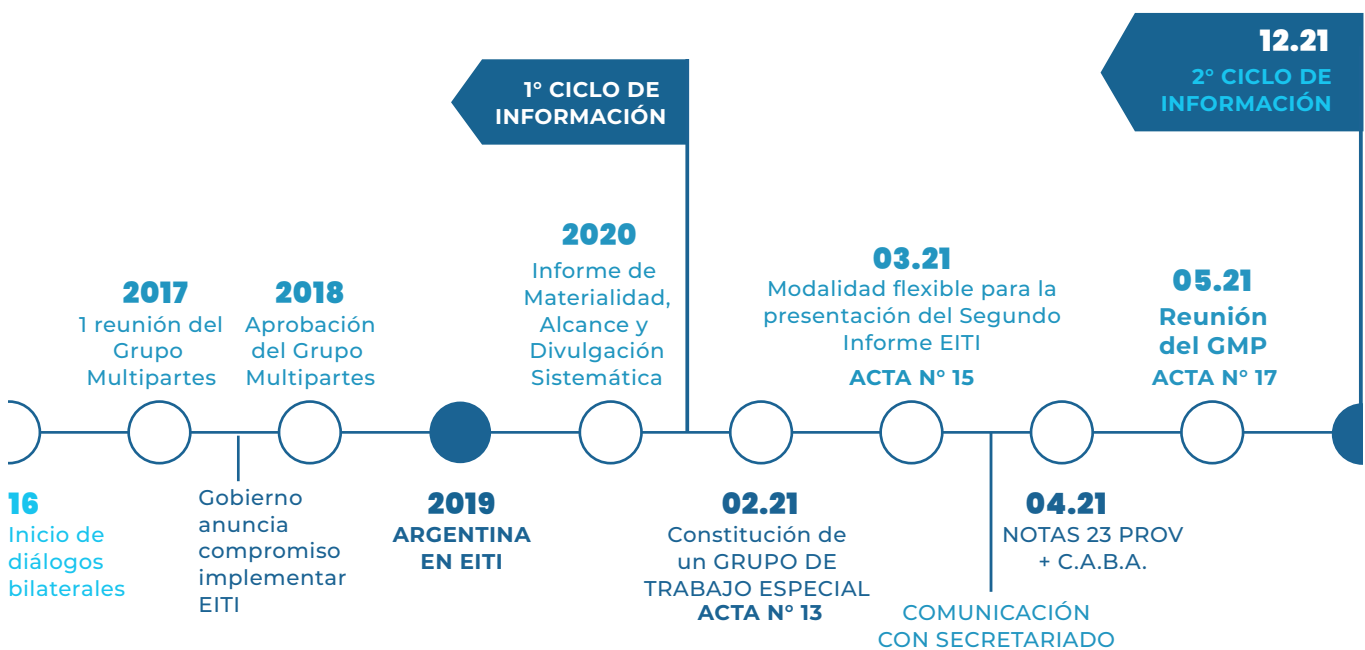 12.21
2° CICLO DE
INFORMACIÓN
1° CICLO DE
INFORMACIÓN
2020
Informe de
Materialidad,
Alcance y
Divulgación
Sistemática
03.21
Modalidad flexible para la
presentación del Segundo
Informe EITI
ACTA N° 15
05.21
Reunión
del GMP
ACTA N° 17
2017
1 reunión del
Grupo
Multipartes
2018
Aprobación
del Grupo
Multipartes
16
Inicio de
diálogos
bilaterales
Gobierno
anuncia
compromiso
implementar
EITI
2019
ARGENTINA
EN EITI
02.21
Constitución de
un GRUPO DE
TRABAJO ESPECIAL
ACTA N° 13
COMUNICACIÓN
CON SECRETARIADO
04.21
NOTAS 23 PROV
+ C.A.B.A.